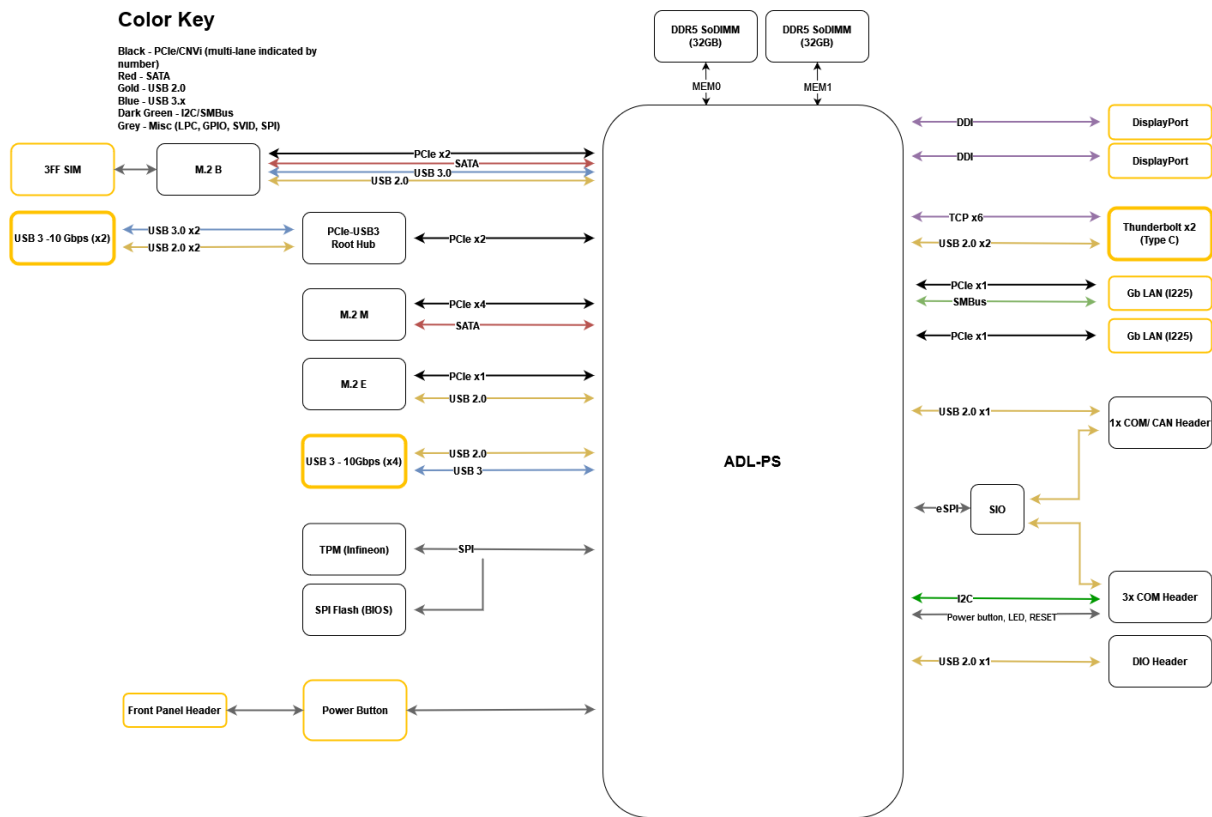 Color Key
Black - PCIe/CNVi (multi-lane indicated by
number)
Red - SATA
Gold - USB 2.0
Blue - USB 3.x
Dark Green - I2C/SMBus
Grey - Misc (LPC, GPIO, SVID, SPI)
DDR5 SoDIMM
(32GB)
DDR5 SoDIMM
(32GB)
MEM0
MEM1
3FF SIM
M.2 B
PCIe x2
SATA
USB 3.0
USB 2.0
USB 3 -10 Gbps (x2)
USB 3.0 x2
USB 2.0 x2
PCIe-USB3
Root Hub
PCIe x2
M.2 M
PCIe x4
SATA
M.2 E
PCIe x1
USB 2.0
USB 3 - 10Gbps (x4)
USB 2.0
USB 3
TPM (Infineon)
SPI
SPI Flash (BIOS)
Front Panel Header
Power Button
ADL-PS
DDI
DisplayPort
DDI
DisplayPort
TCP x6
USB 2.0 x2
Thunderbolt x2
(Type C)
PCIe x1
SMBus
Gb LAN (I225)
PCIe x1
Gb LAN (I225)
USB 2.0 x1
1x COM/ CAN Header
eSPI
SIO
I2C
Power button, LED, RESET
3x COM Header
USB 2.0 x1
DIO Header